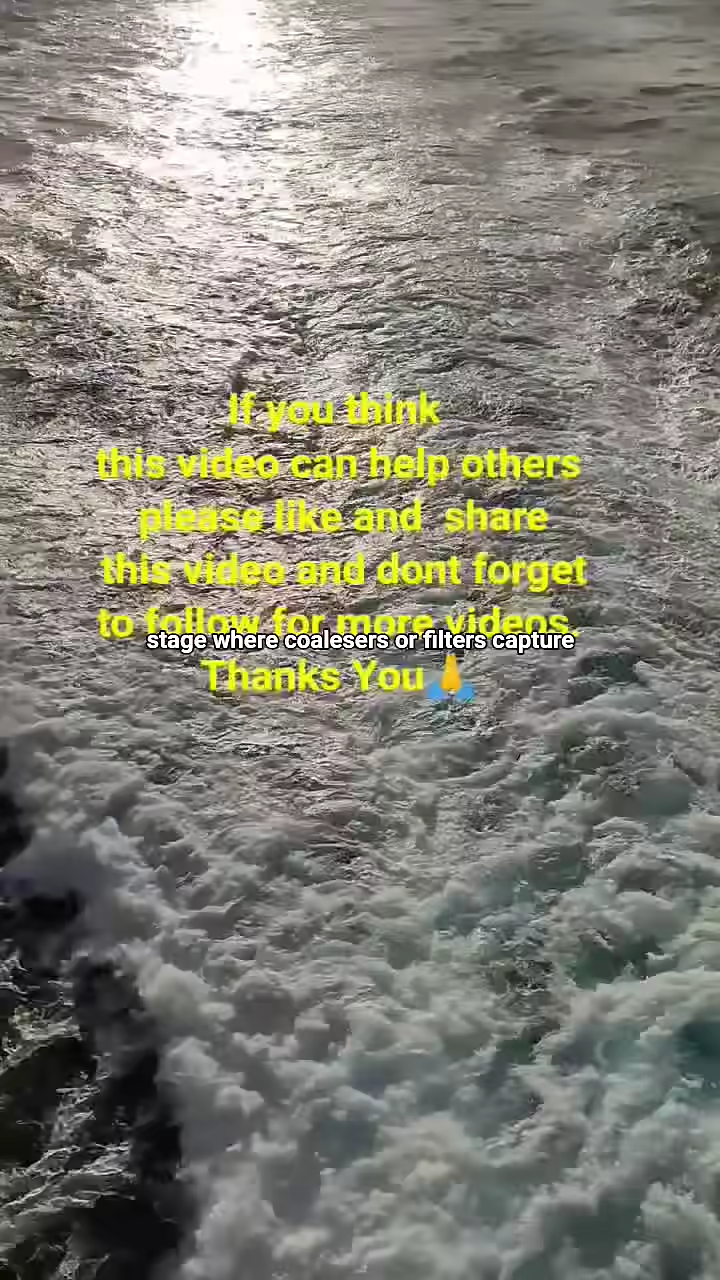 If you think
this video can help others
please like and share
this video and dont forget
to follow for more videos.
stage where coalesers or filters capture
Thanks You🙏